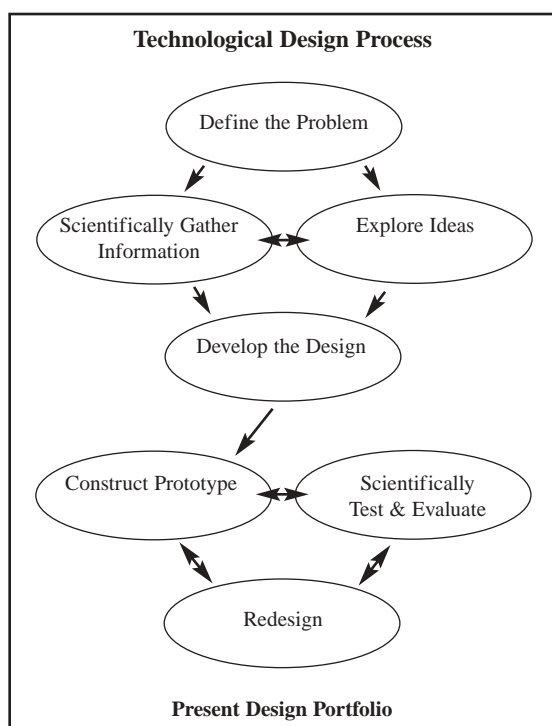 Technological Design Process
Define the Problem
Scientifically Gather
Information
Explore Ideas
Develop the Design
Construct Prototype
Scientifically
Test & Evaluate
Redesign
Present Design Portfolio